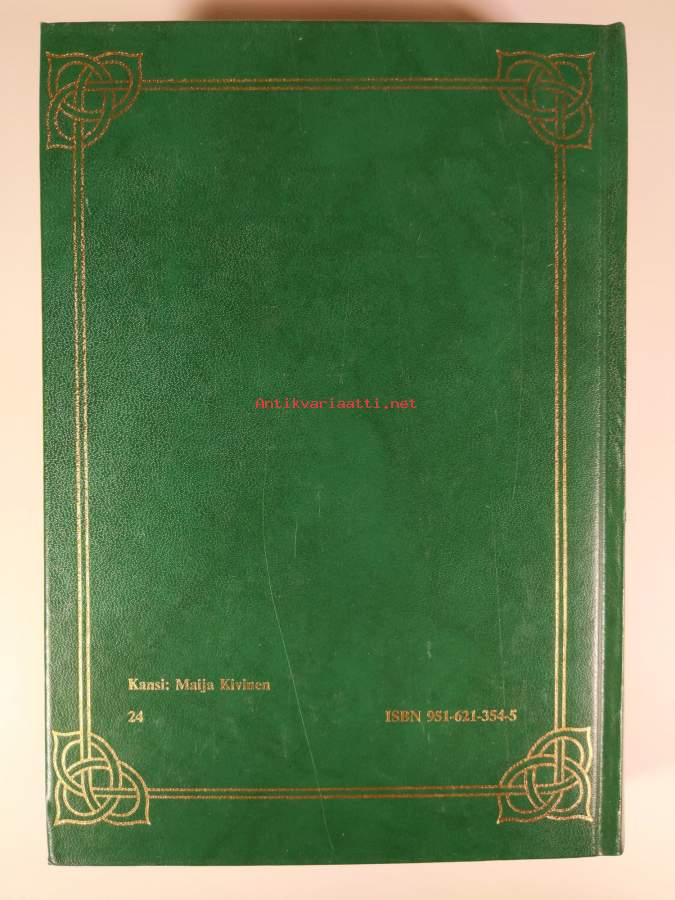 Antikvariaatti.net
Kansi: Maija Kivinen
24 ISBN 951-621-354-5